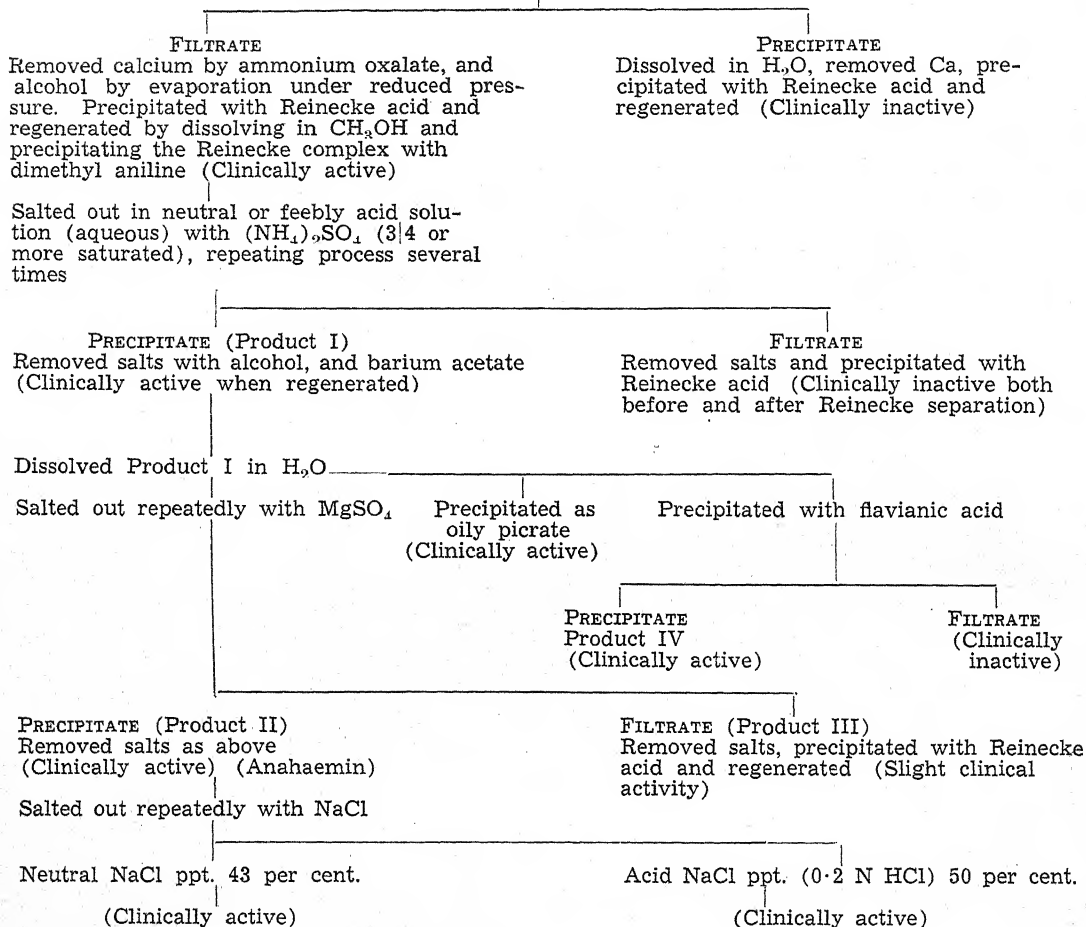 FILTRATE
Removed calcium by ammonium oxalate, and
alcohol by evaporation under reduced pres-
sure. Precipitated with Reinecke acid and
regenerated by dissolving in CH₃OH and
precipitating the Reinecke complex with
dimethyl aniline (Clinically active)
PRECIPITATE
Dissolved in H₂O, removed Ca, pre-
cipitated with Reinecke acid and
regenerated (Clinically inactive)
Salted out in neutral or feebly acid solu-
tion (aqueous) with (NH₄)₂SO₄ (3|4 or
more saturated), repeating process several
times
PRECIPITATE (Product I)
Removed salts with alcohol, and barium acetate
(Clinically active when regenerated)
FILTRATE
Removed salts and precipitated with
Reinecke acid (Clinically inactive both
before and after Reinecke separation)
Dissolved Product I in H₂O
Salted out repeatedly with MgSO₄
Precipitated as
oily picrate
(Clinically active)
Precipitated with flavianic acid
PRECIPITATE
Product IV
(Clinically active)
FILTRATE
(Clinically
inactive)
PRECIPITATE (Product II)
Removed salts as above
(Clinically active) (Anahaemin)
FILTRATE (Product III)
Removed salts, precipitated with Reinecke
acid and regenerated (Slight clinical
activity)
Salted out repeatedly with NaCl
Neutral NaCl ppt. 43 per cent.
(Clinically active)
Acid NaCl ppt. (0·2 N HCl) 50 per cent.
(Clinically active)